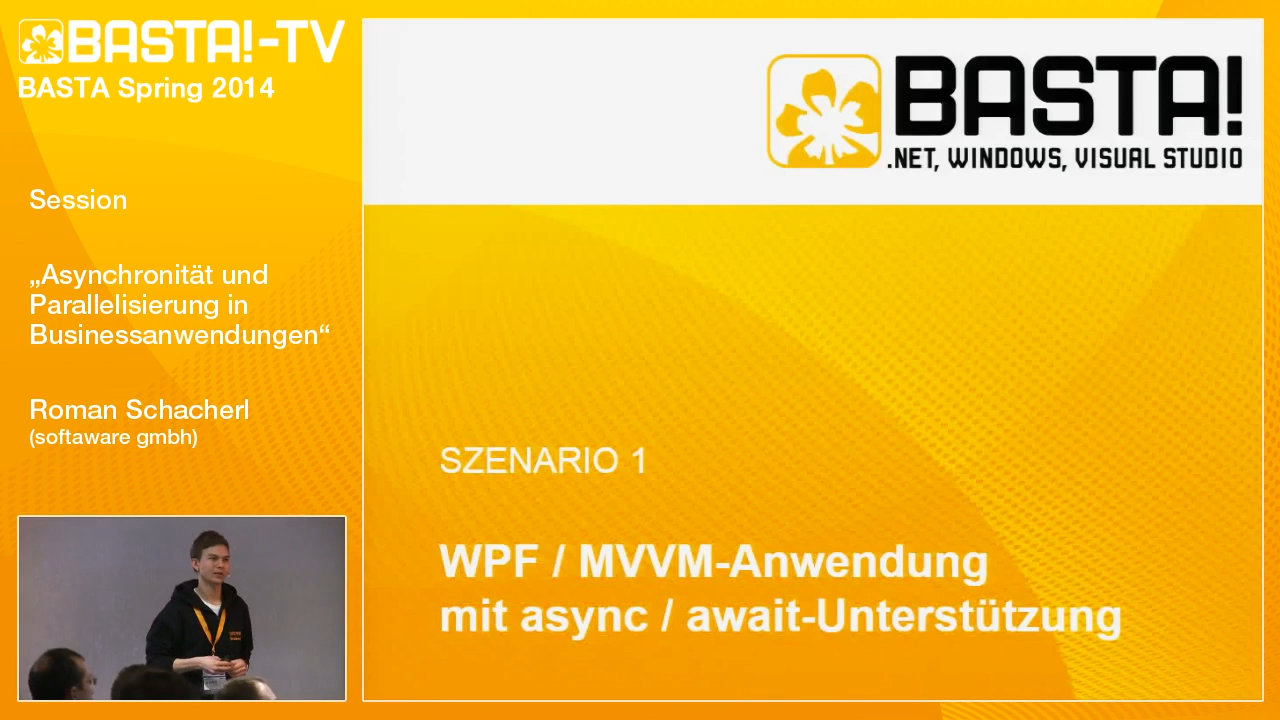 BASTA!-TV
BASTA Spring 2014
Session
„Asynchronität und
Parallelisierung in
Businessanwendungen“
Roman Schacherl
(softaware gmbh)
BASTA!
.NET, WINDOWS, VISUAL STUDIO
SZENARIO 1
WPF / MVVM-Anwendung
mit async / await-Unterstützung